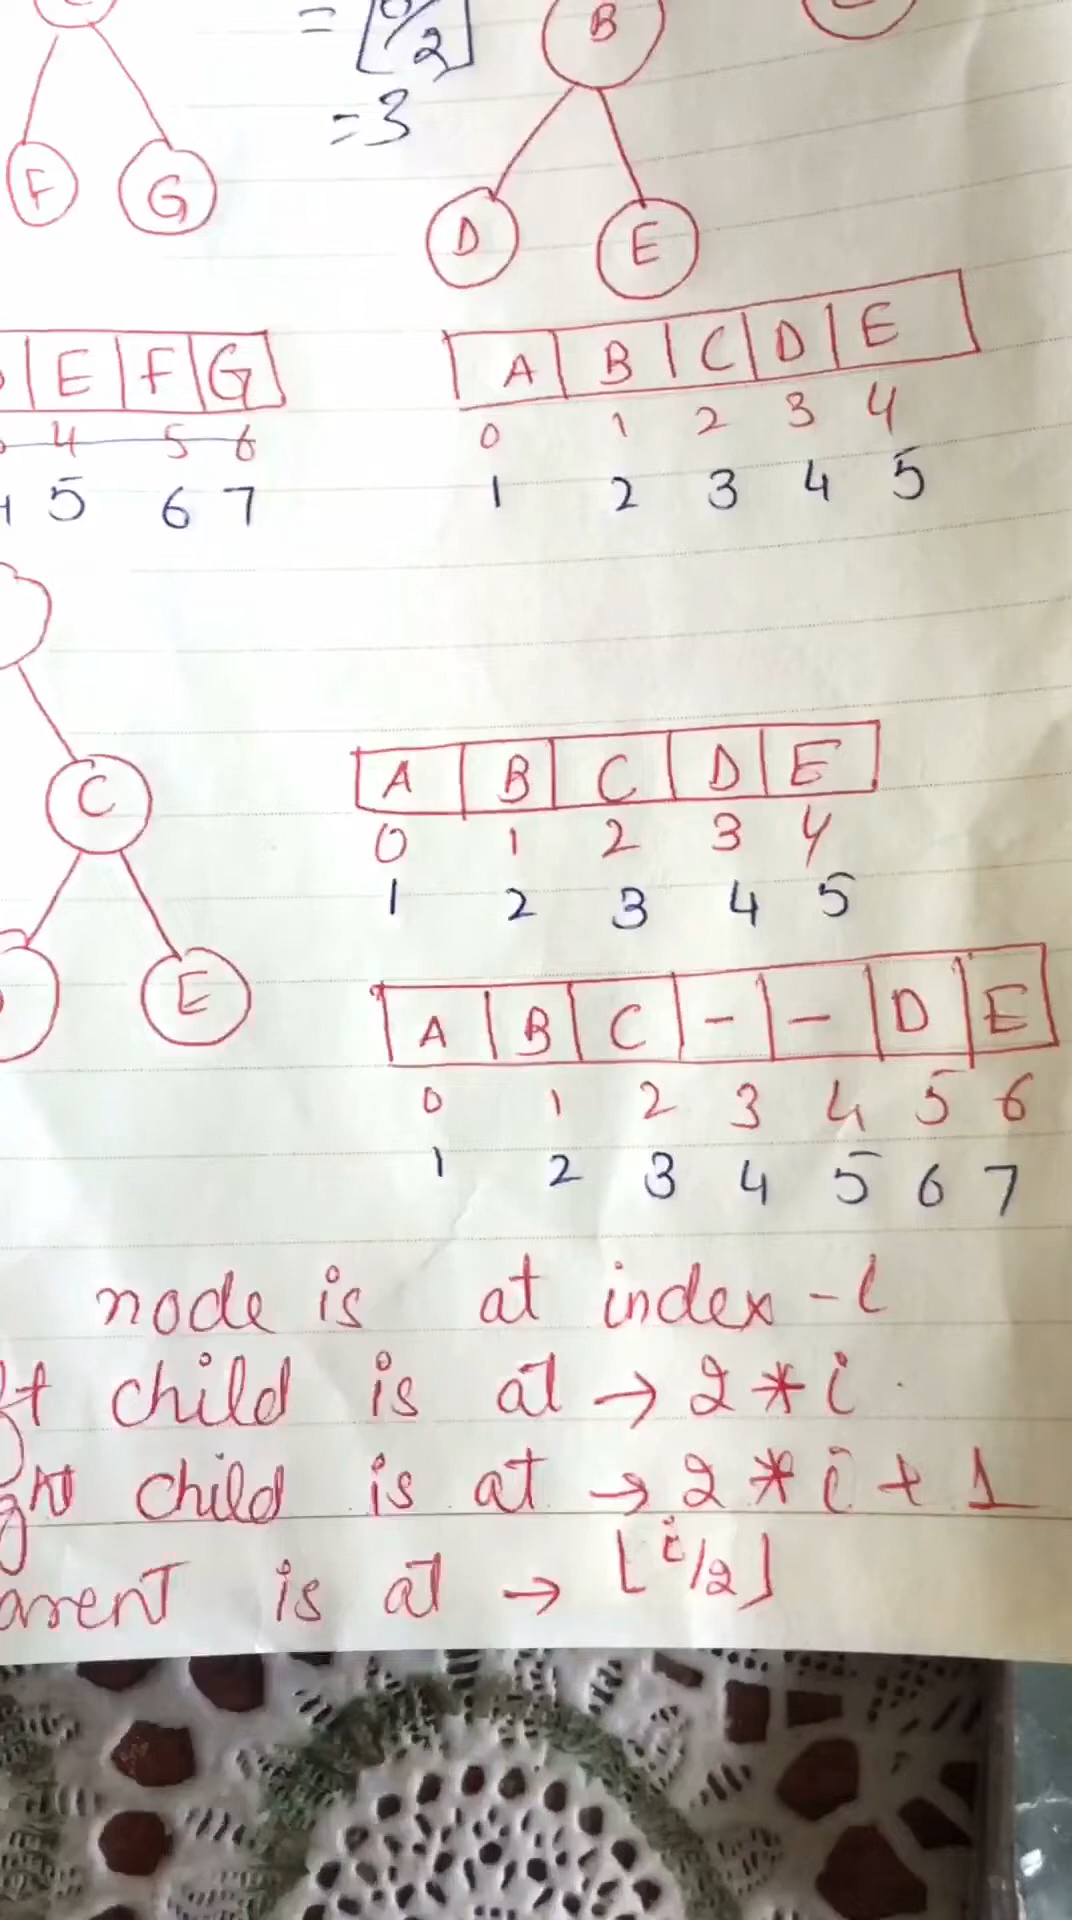 = [6/2]
= 3
B
F G
D E
E F G
A B C D E
4 5 6
0 1 2 3 4
5 6 7
1 2 3 4 5
C
E
A B C D E
0 1 2 3 4
1 2 3 4 5
A B C - - D E
0 1 2 3 4 5 6
1 2 3 4 5 6 7
node is at index - i
child is at → 2 * i
child is at → 2 * i + 1
is at → ⌊i/2⌋